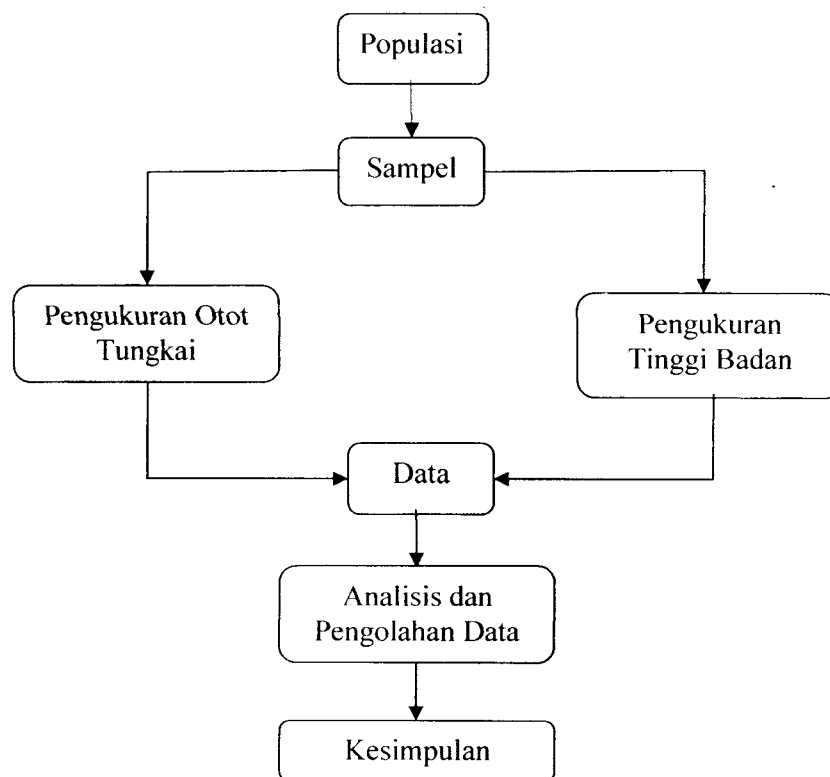 Populasi
Sampel
Pengukuran Otot
Tungkai
Pengukuran
Tinggi Badan
Data
Analisis dan
Pengolahan Data
Kesimpulan